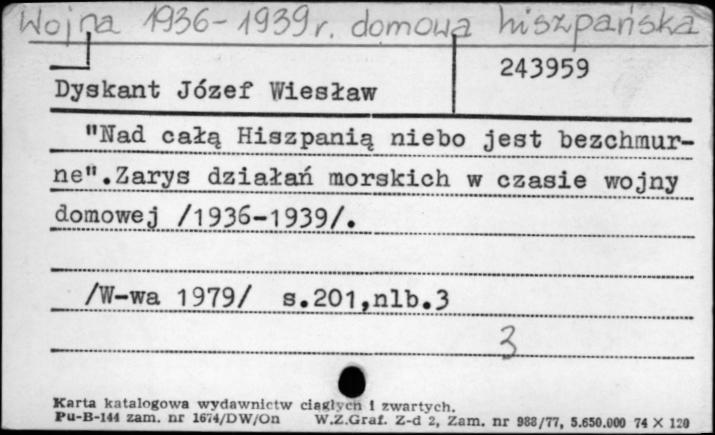 Wojna 1936-1939 r. domowa hiszpańska
243959
Dyskant Józef Wiesław
"Nad całą Hiszpanią niebo jest bezchmur-
ne".Zarys działań morskich w czasie wojny
domowej /1936-1939/.
/W-wa 1979/ s.201,nlb.3
3
Karta katalogowa wydawnictw ciągłych i zwartych.
Pu-B-144 zam. nr 1674/DW/On W.Z.Graf. Z-d 2, Zam. nr 988/77, 5.650.000 74 X 120